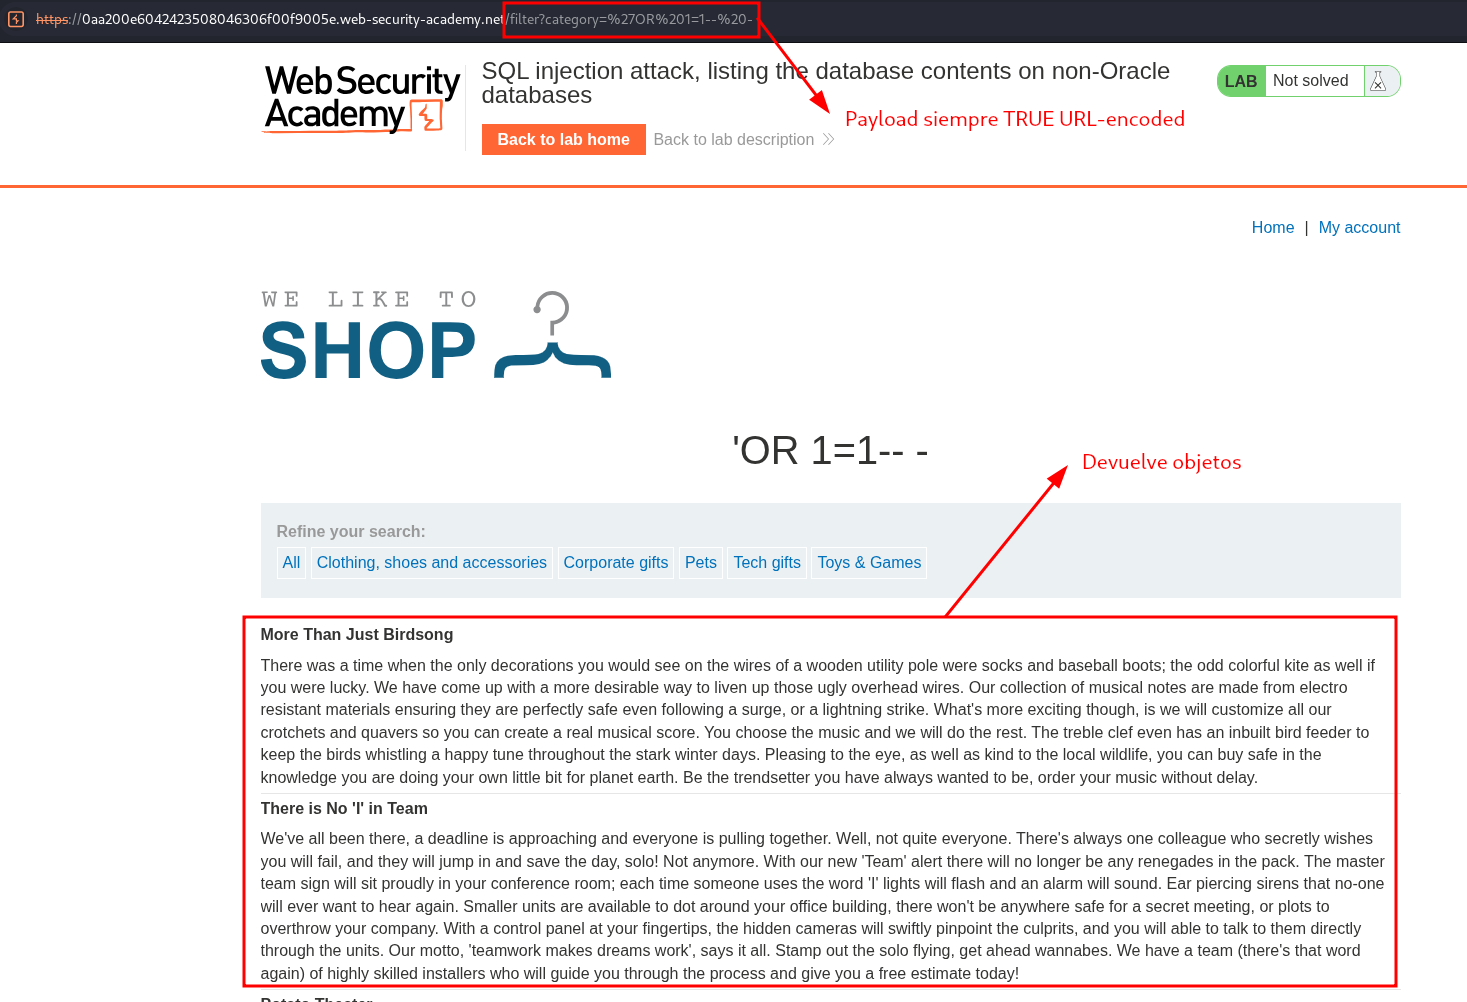 https://0aa200e6042423508046306f00f9005e.web-security-academy.net/filter?category=%27OR%201=1--%20-
WebSecurity
Academy
SQL injection attack, listing the database contents on non-Oracle
databases
LAB Not solved
Payload siempre TRUE URL-encoded
Back to lab home Back to lab description
Home | My account
WE LIKE TO
SHOP
'OR 1=1-- -
Devuelve objetos
Refine your search:
All Clothing, shoes and accessories Corporate gifts Pets Tech gifts Toys & Games
More Than Just Birdsong
There was a time when the only decorations you would see on the wires of a wooden utility pole were socks and baseball boots; the odd colorful kite as well if
you were lucky. We have come up with a more desirable way to liven up those ugly overhead wires. Our collection of musical notes are made from electro
resistant materials ensuring they are perfectly safe even following a surge, or a lightning strike. What's more exciting though, is we will customize all our
crotchets and quavers so you can create a real musical score. You choose the music and we will do the rest. The treble clef even has an inbuilt bird feeder to
keep the birds whistling a happy tune throughout the stark winter days. Pleasing to the eye, as well as kind to the local wildlife, you can buy safe in the
knowledge you are doing your own little bit for planet earth. Be the trendsetter you have always wanted to be, order your music without delay.
There is No 'I' in Team
We've all been there, a deadline is approaching and everyone is pulling together. Well, not quite everyone. There's always one colleague who secretly wishes
you will fail, and they will jump in and save the day, solo! Not anymore. With our new 'Team' alert there will no longer be any renegades in the pack. The master
team sign will sit proudly in your conference room; each time someone uses the word 'I' lights will flash and an alarm will sound. Ear piercing sirens that no-one
will ever want to hear again. Smaller units are available to dot around your office building, there won't be anywhere safe for a secret meeting, or plots to
overthrow your company. With a control panel at your fingertips, the hidden cameras will swiftly pinpoint the culprits, and you will able to talk to them directly
through the units. Our motto, 'teamwork makes dreams work', says it all. Stamp out the solo flying, get ahead wannabes. We have a team (there's that word
again) of highly skilled installers who will guide you through the process and give you a free estimate today!